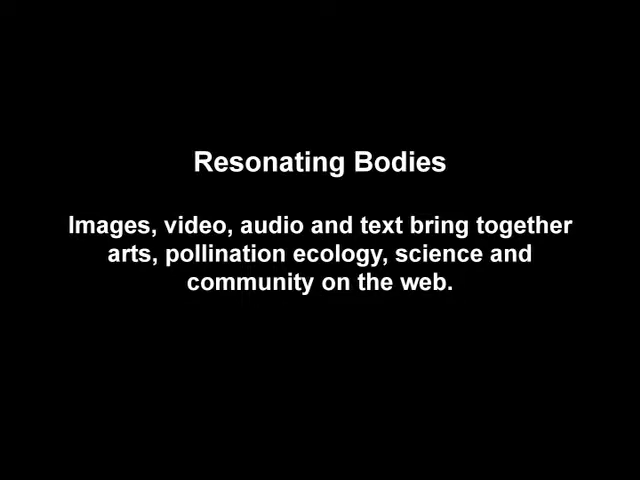 Resonating Bodies
Images, video, audio and text bring together
arts, pollination ecology, science and
community on the web.